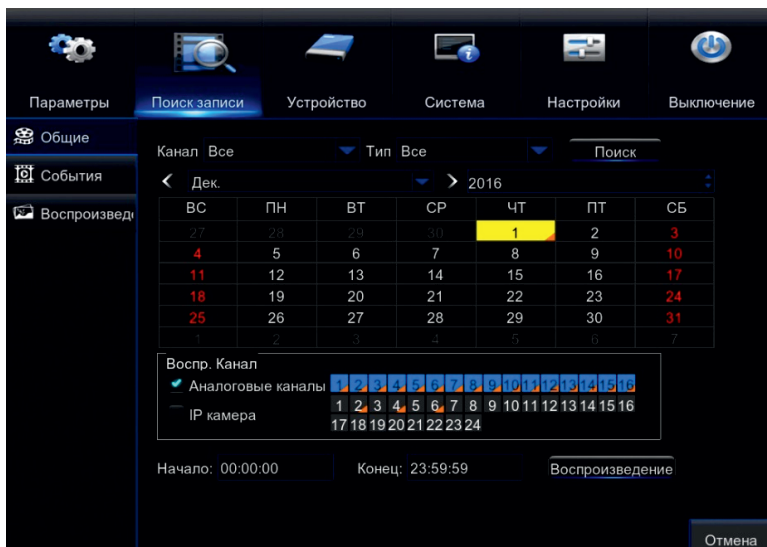 Параметры Поиск записи Устройство Система Настройки Выключение
Общие
События
Воспроизведе
Канал Все Тип Все Поиск
Дек. 2016
ВС ПН ВТ СР ЧТ ПТ СБ
27 28 29 30 1 2 3
4 5 6 7 8 9 10
11 12 13 14 15 16 17
18 19 20 21 22 23 24
25 26 27 28 29 30 31
1 2 3 4 5 6 7
Воспр. Канал
Аналоговые каналы 1 2 3 4 5 6 7 8 9 10 11 12 13 14 15 16
IP камера 1 2 3 4 5 6 7 8 9 10 11 12 13 14 15 16
17 18 19 20 21 22 23 24
Начало: 00:00:00 Конец: 23:59:59 Воспроизведение
Отмена